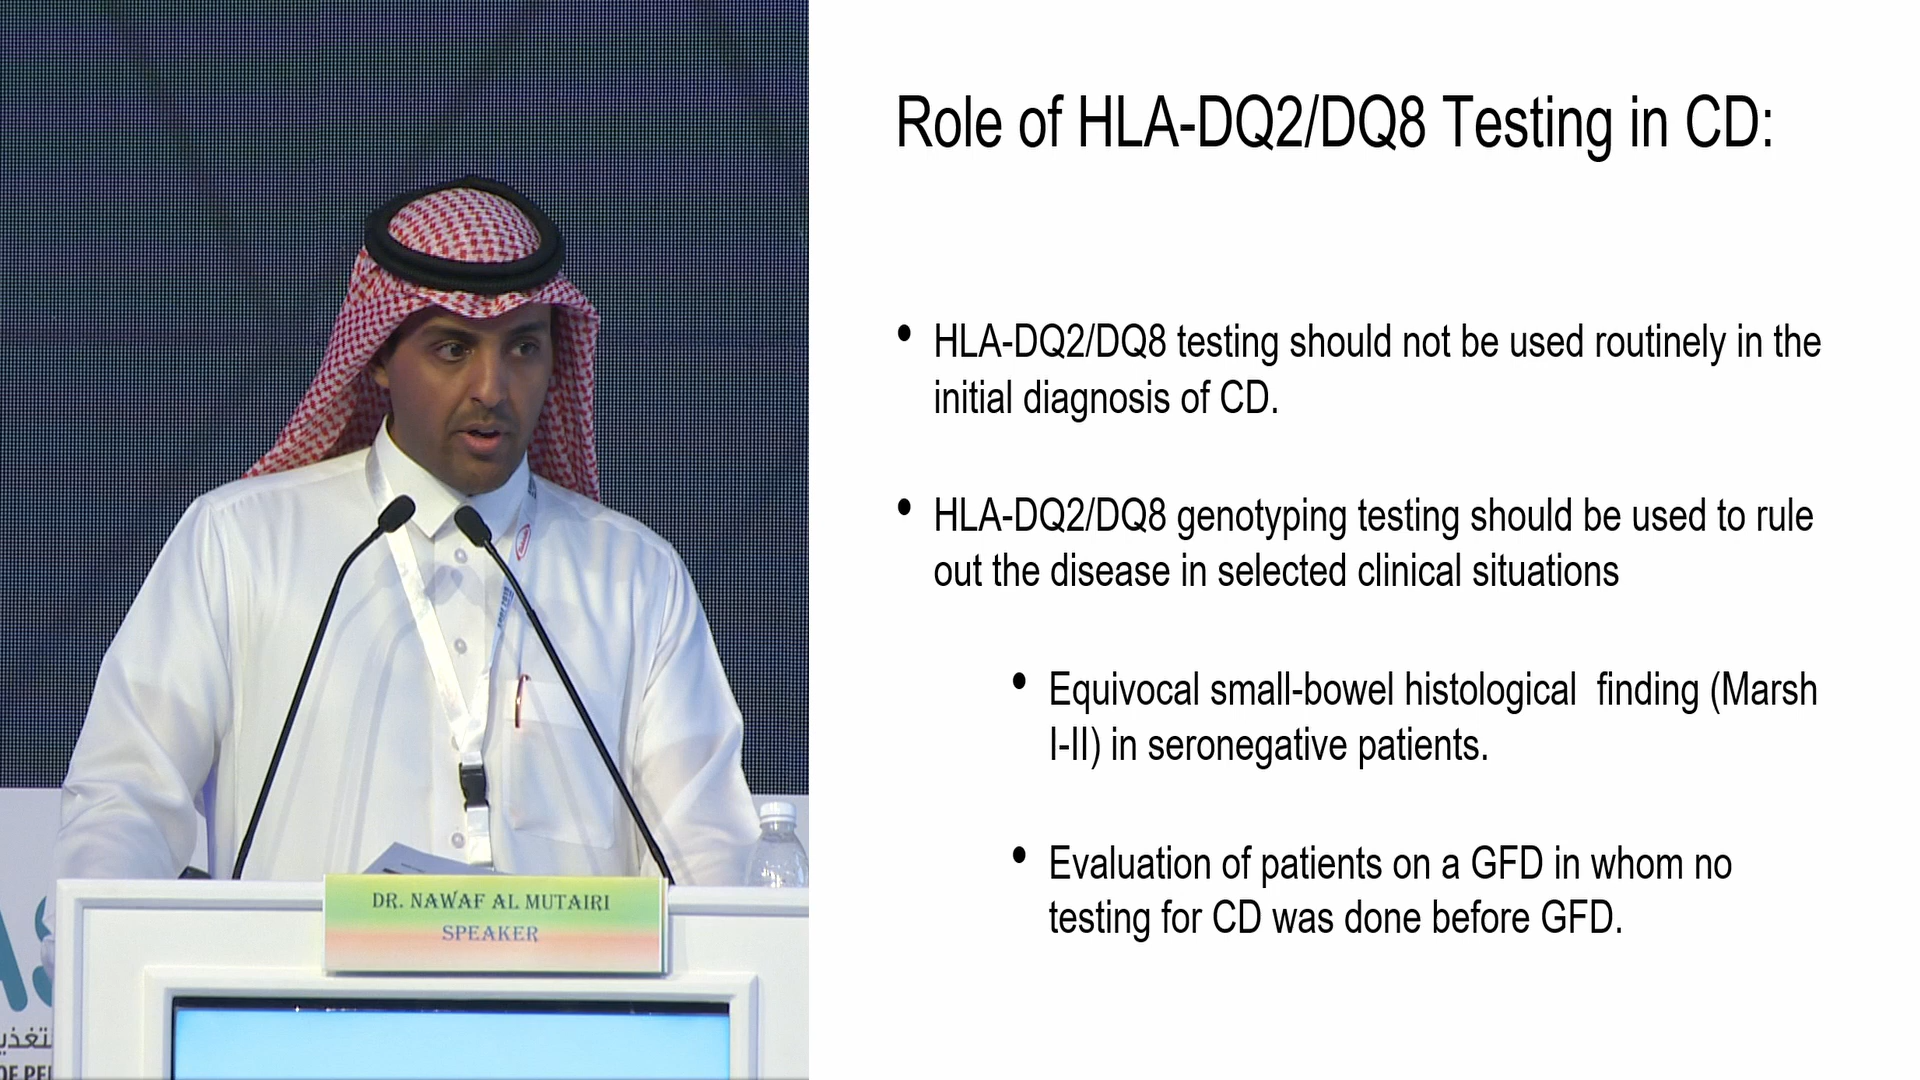 Role of HLA-DQ2/DQ8 Testing in CD:
• HLA-DQ2/DQ8 testing should not be used routinely in the
initial diagnosis of CD.
• HLA-DQ2/DQ8 genotyping testing should be used to rule
out the disease in selected clinical situations
• Equivocal small-bowel histological  finding (Marsh
I-II) in seronegative patients.
• Evaluation of patients on a GFD in whom no
testing for CD was done before GFD.
DR. NAWAF AL MUTAIRI
SPEAKER
AS
OF PE